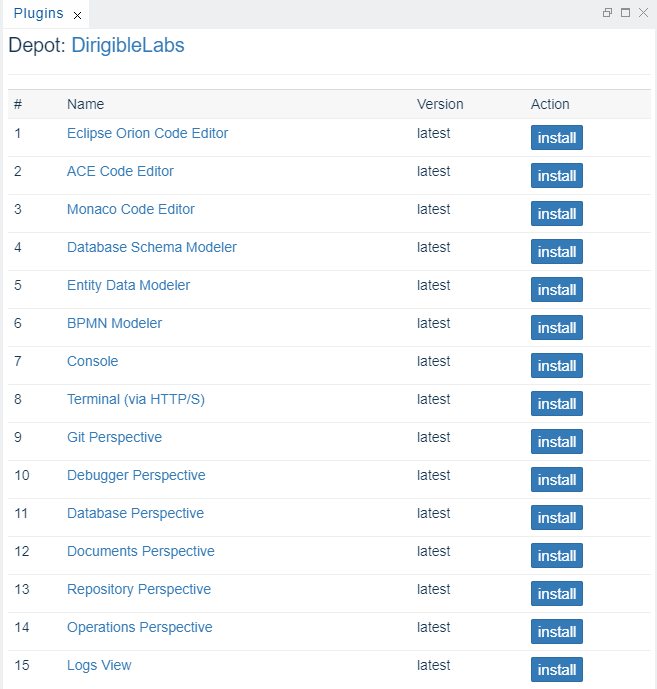 Plugins x
Depot: DirigibleLabs
# Name Version Action
1 Eclipse Orion Code Editor latest install
2 ACE Code Editor latest install
3 Monaco Code Editor latest install
4 Database Schema Modeler latest install
5 Entity Data Modeler latest install
6 BPMN Modeler latest install
7 Console latest install
8 Terminal (via HTTP/S) latest install
9 Git Perspective latest install
10 Debugger Perspective latest install
11 Database Perspective latest install
12 Documents Perspective latest install
13 Repository Perspective latest install
14 Operations Perspective latest install
15 Logs View latest install